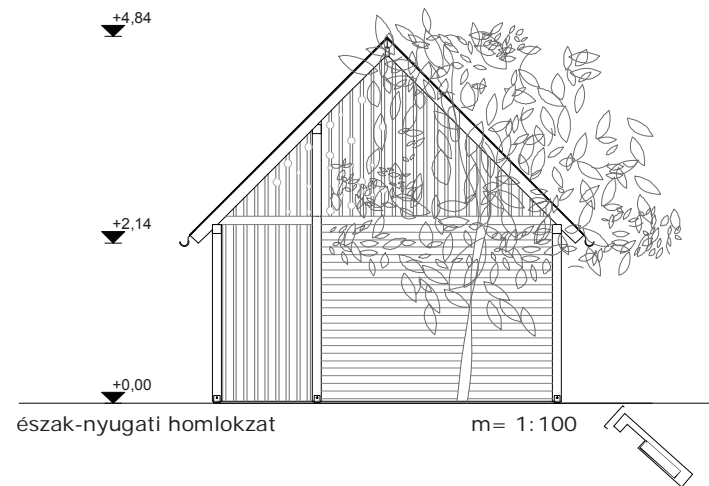 +4,84
+2,14
+0,00
észak-nyugati homlokzat m= 1:100